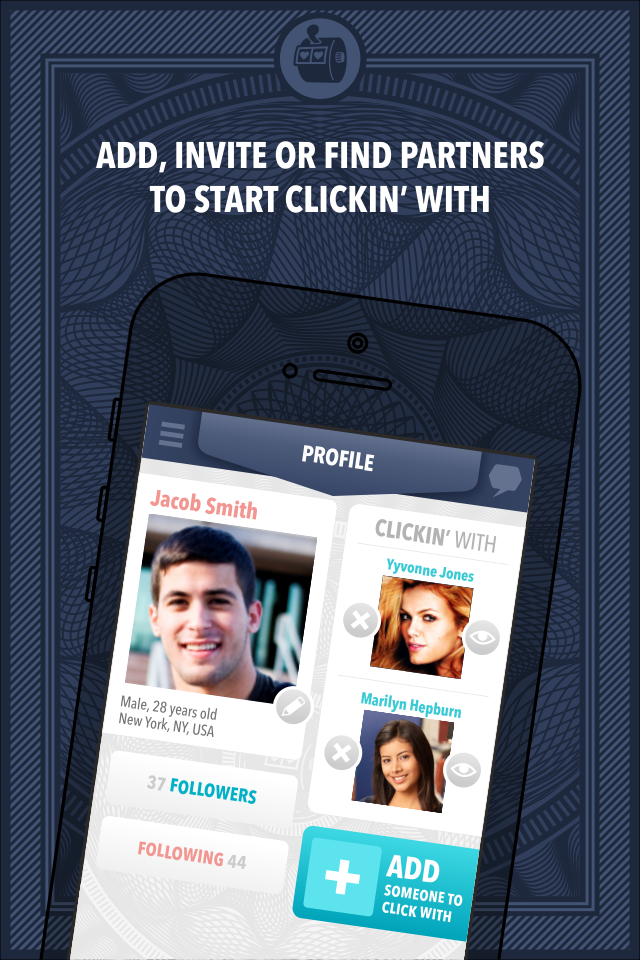 ADD, INVITE OR FIND PARTNERS
TO START CLICKIN’ WITH
PROFILE
Jacob Smith
Male, 28 years old
New York, NY, USA
37 FOLLOWERS
FOLLOWING 44
CLICKIN’ WITH
Yyvonne Jones
Marilyn Hepburn
ADD
SOMEONE TO
CLICK WITH